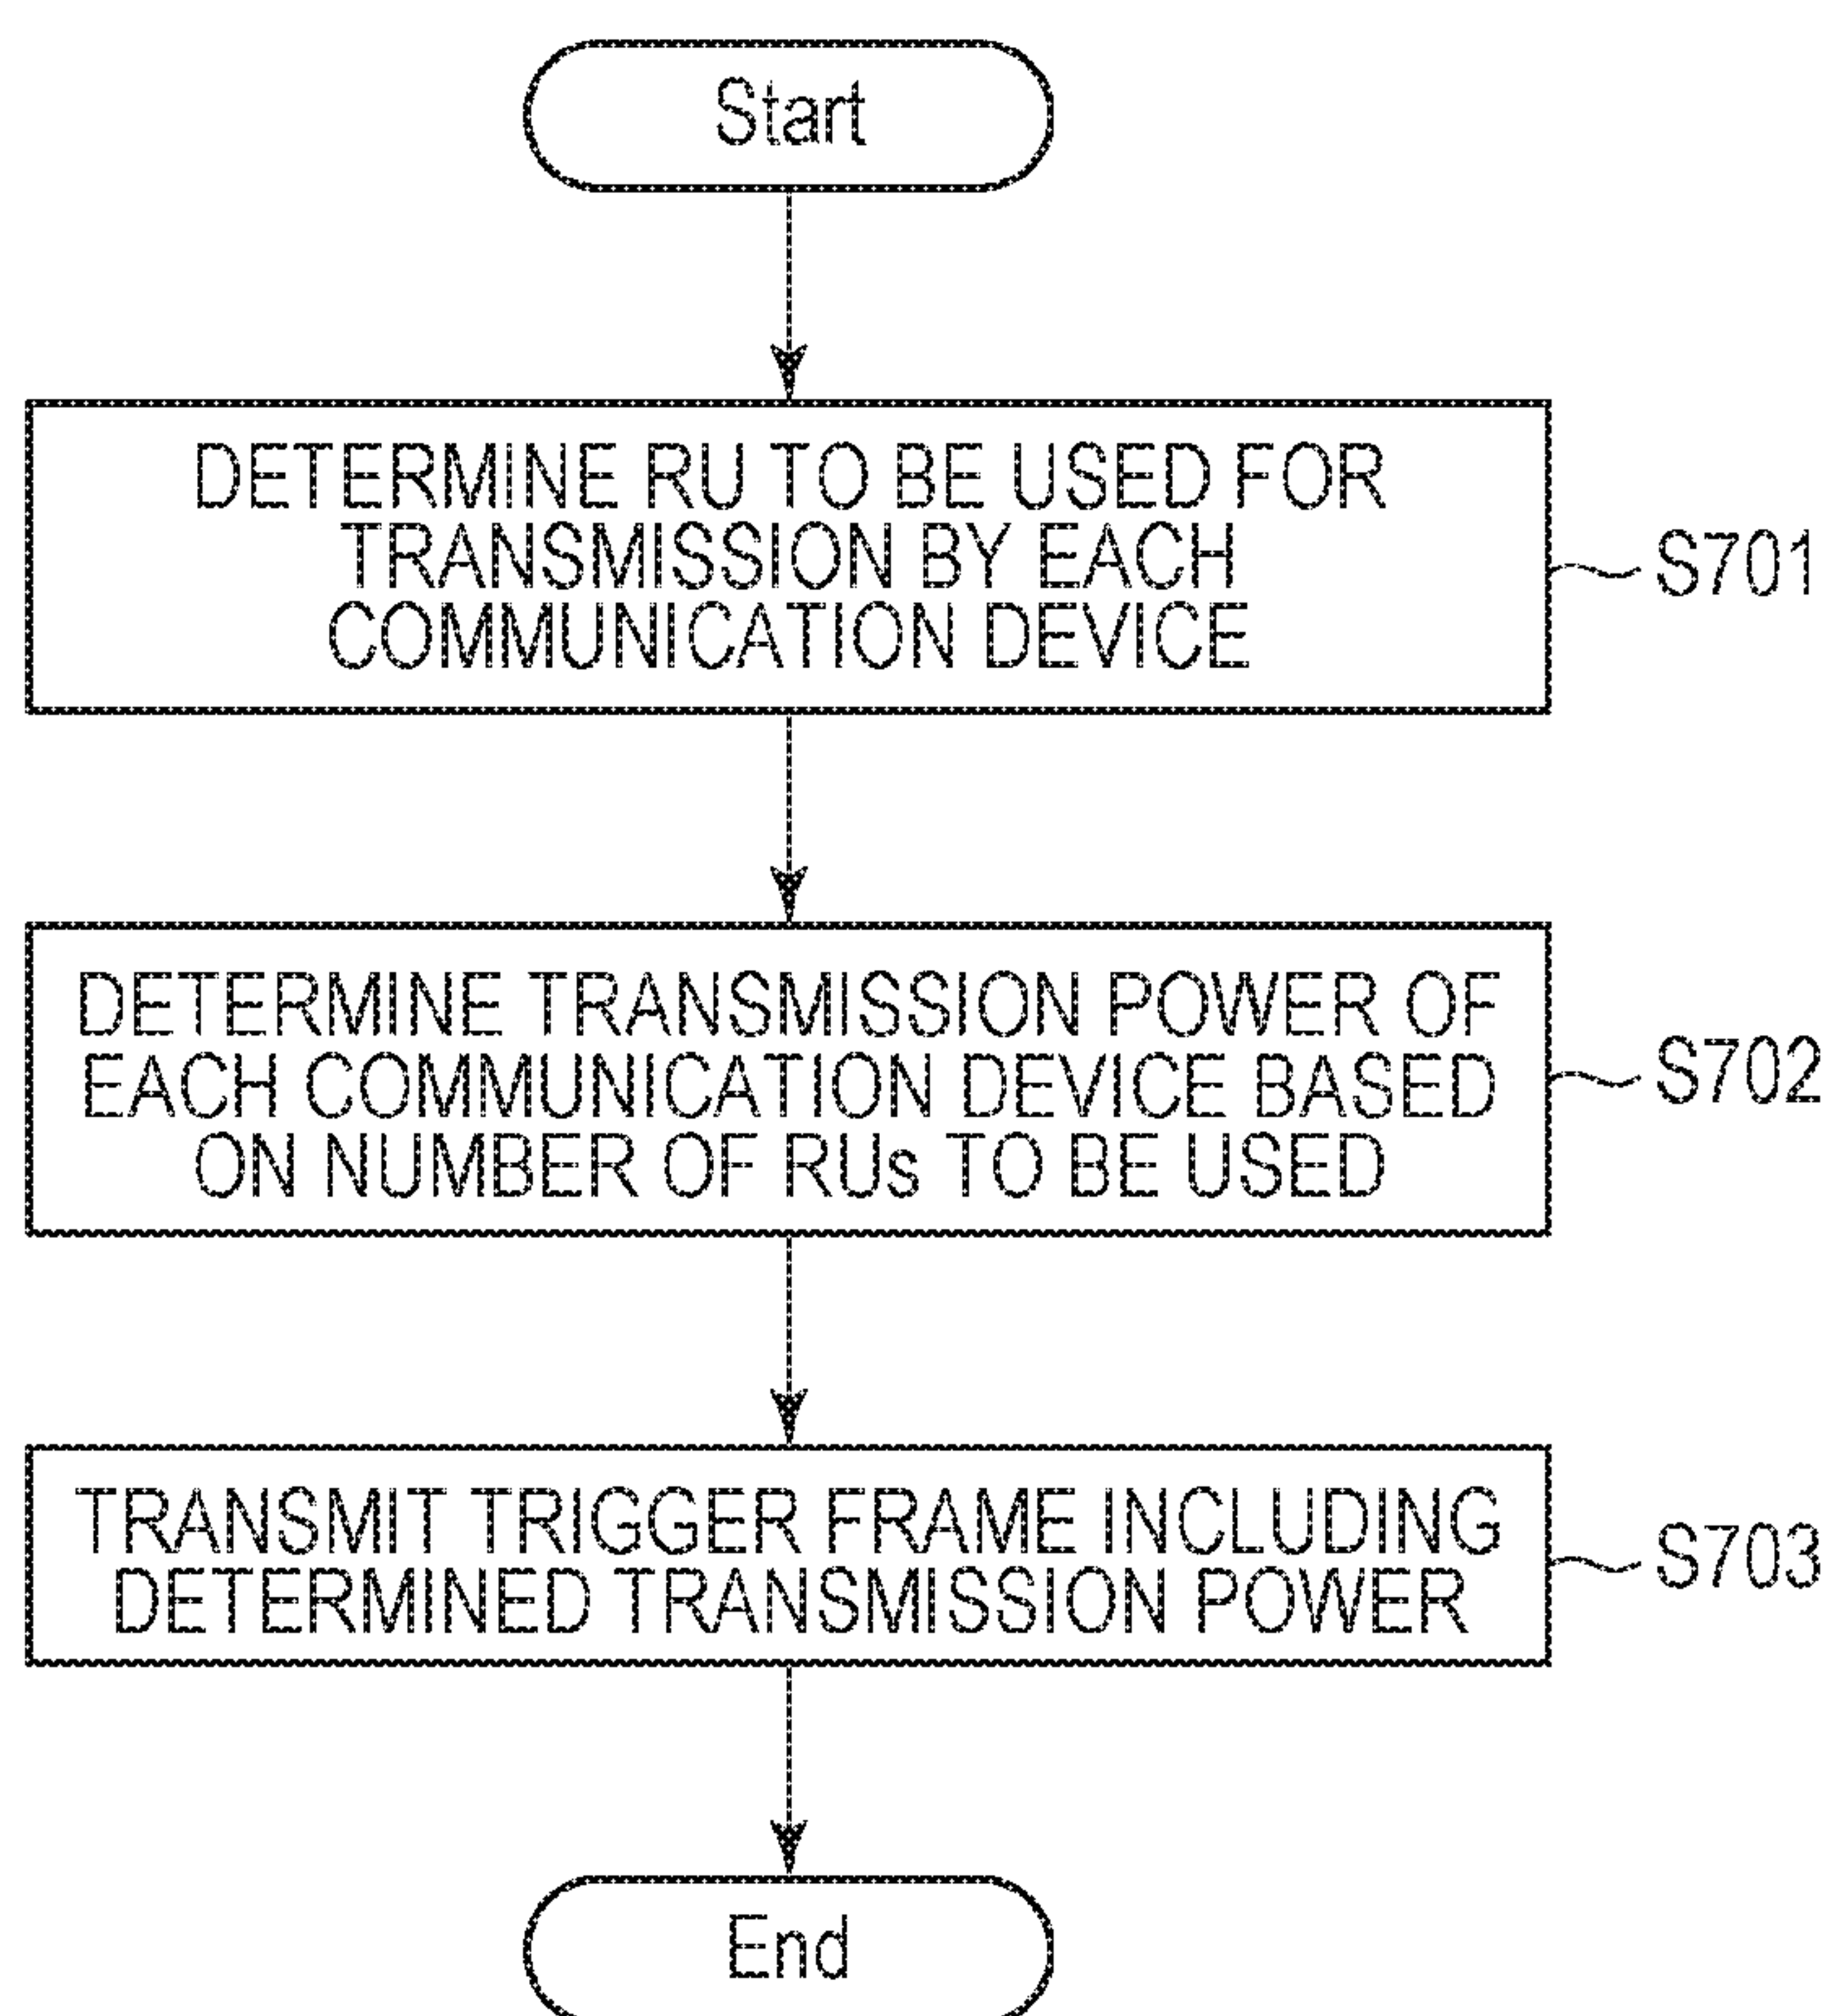 Start
DETERMINE RU TO BE USED FOR
TRANSMISSION BY EACH
COMMUNICATION DEVICE
S701
DETERMINE TRANSMISSION POWER OF
EACH COMMUNICATION DEVICE BASED
ON NUMBER OF RUs TO BE USED
S702
TRANSMIT TRIGGER FRAME INCLUDING
DETERMINED TRANSMISSION POWER
S703
End